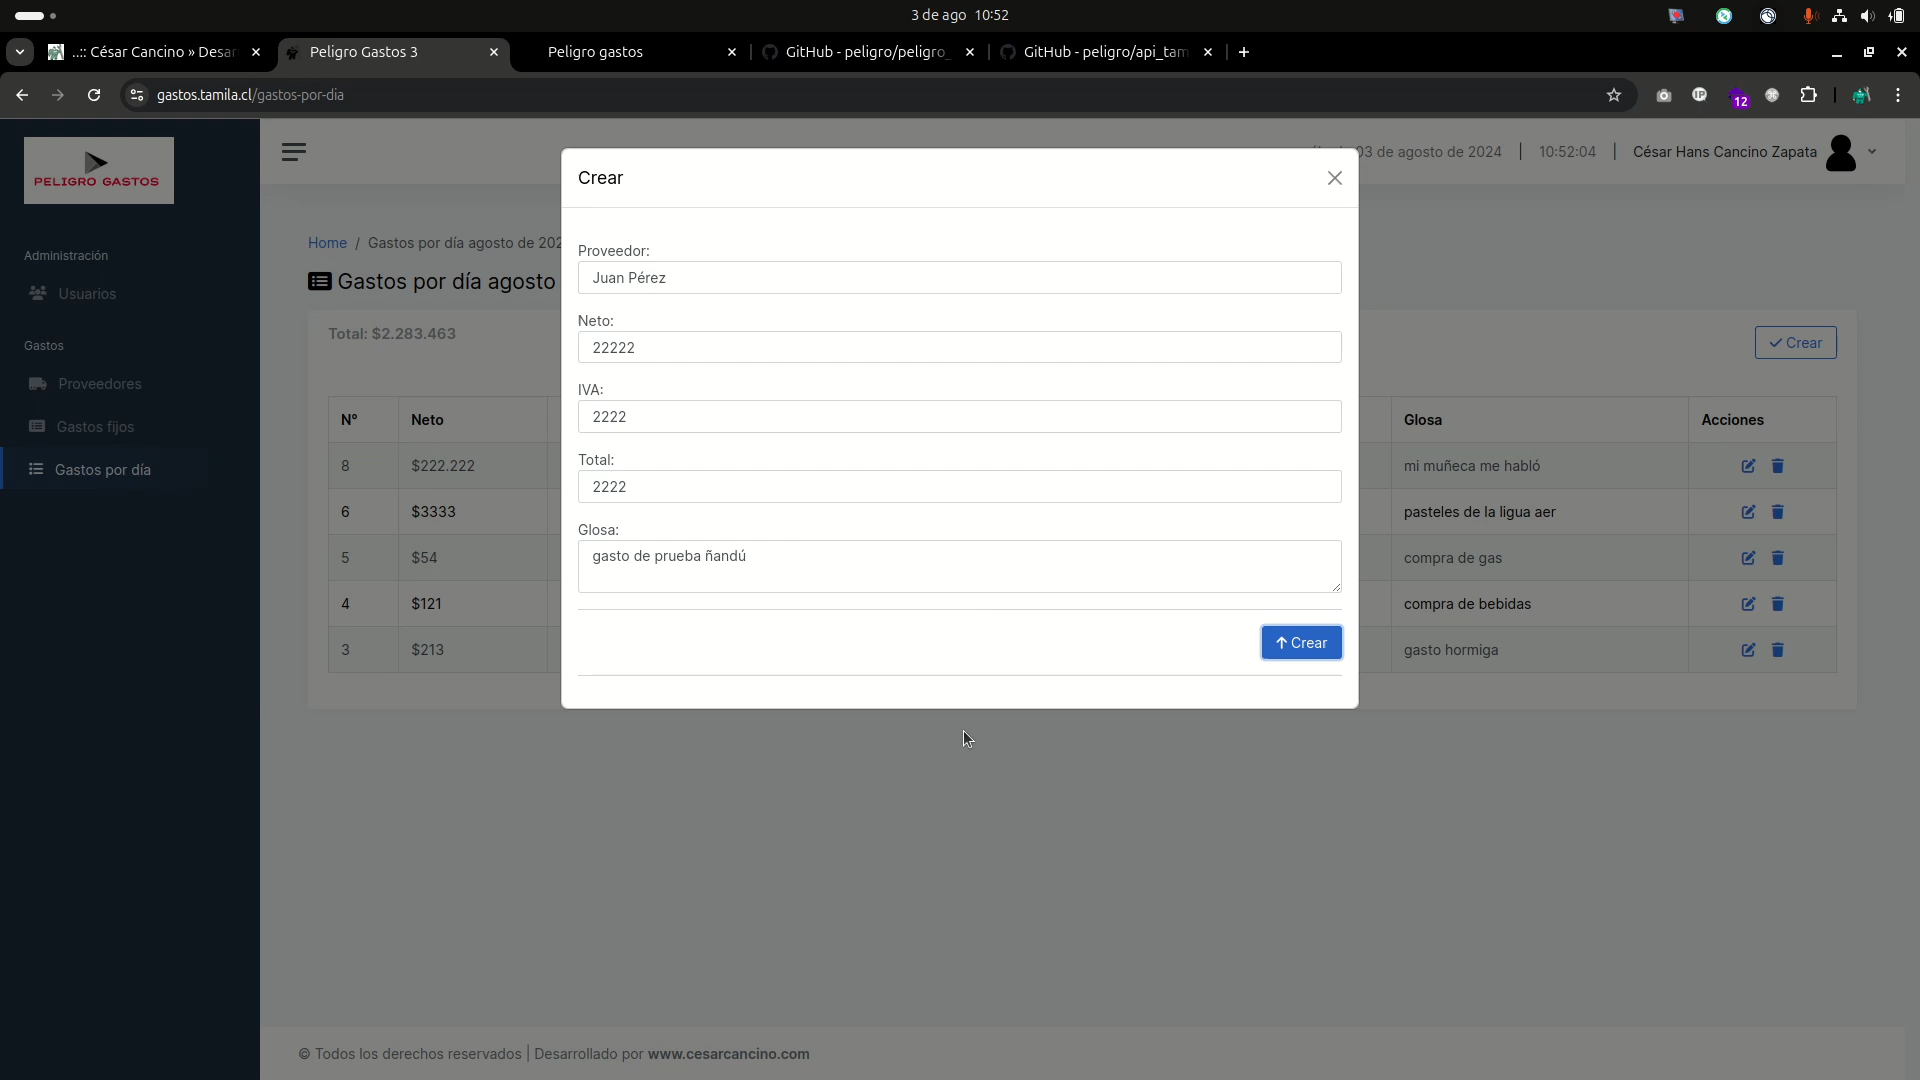 3 de ago 10:52
..:: César Cancino » Desar
Peligro Gastos 3
Peligro gastos
GitHub - peligro/peligro_
GitHub - peligro/api_tam
gastos.tamila.cl/gastos-por-dia
12
PELIGRO GASTOS
03 de agosto de 2024 | 10:52:04 | César Hans Cancino Zapata
Administración
Usuarios
Gastos
Proveedores
Gastos fijos
Gastos por día
Home / Gastos por día agosto de 202
Gastos por día agosto
Total: $2.283.463
Crear
Nº Neto Glosa Acciones
8 $222.222 mi muñeca me habló
6 $3333 pasteles de la ligua aer
5 $54 compra de gas
4 $121 compra de bebidas
3 $213 gasto hormiga
Crear
Proveedor:
Juan Pérez
Neto:
22222
IVA:
2222
Total:
2222
Glosa:
gasto de prueba ñandú
Crear
© Todos los derechos reservados | Desarrollado por www.cesarcancino.com